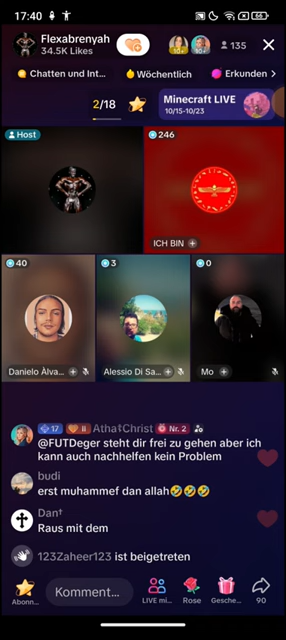 17:40
Flexabrenyah
34.5K Likes
135
Chatten und Int...
Wöchentlich
Erkunden
2/18
Minecraft LIVE
10/15-10/23
Host
246
ICH BIN
40
3
0
Danielo Àlva...
Alessio Di Sa...
Mo
17 II Atha‡Christ Nr. 2
@FUTDeger steht dir frei zu gehen aber ich
kann auch nachhelfen kein Problem
budi
erst muhammef dan allah🤣🤣🤣
Dan†
Raus mit dem
123Zaheer123 ist beigetreten
Komment...
Abonn...
LIVE mi...
Rose
Gesche...
90